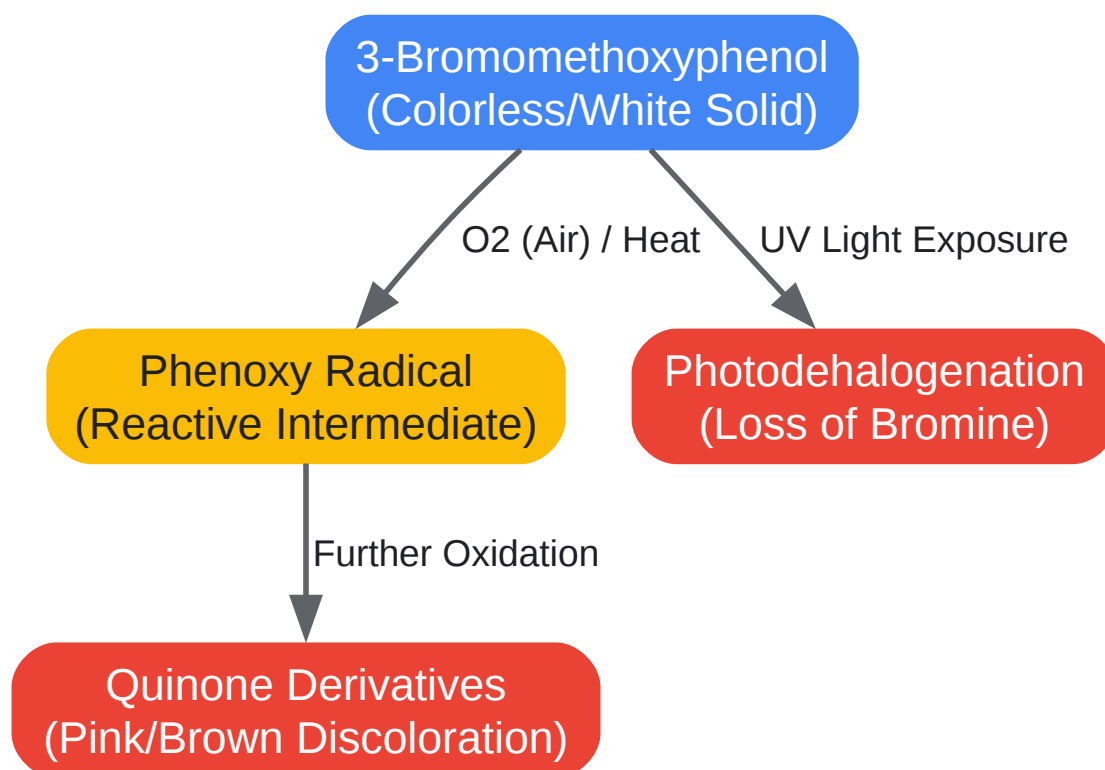 3-Bromomethoxyphenol
(Colorless/White Solid)
O2 (Air) / Heat
UV Light Exposure
Phenoxy Radical
(Reactive Intermediate)
Photodehalogenation
(Loss of Bromine)
Further Oxidation
Quinone Derivatives
(Pink/Brown Discoloration)